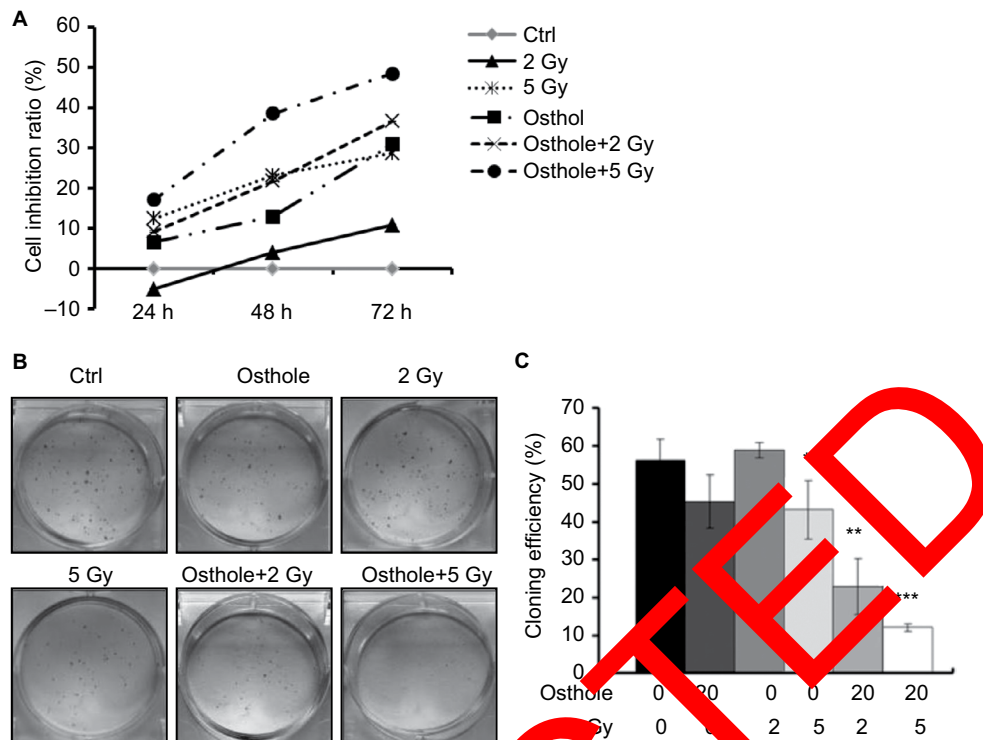 A
60
50
40
30
20
10
0
–10
Cell inhibition ratio (%)
24 h 48 h 72 h
Ctrl
2 Gy
5 Gy
Osthol
Osthole+2 Gy
Osthole+5 Gy
B
Ctrl Osthole 2 Gy
5 Gy Osthole+2 Gy Osthole+5 Gy
C
70
60
50
40
30
20
10
0
Cloning efficiency (%)
**
***
Osthole 0 20 0 0 20 20
Gy 0 2 5 2 5
TED